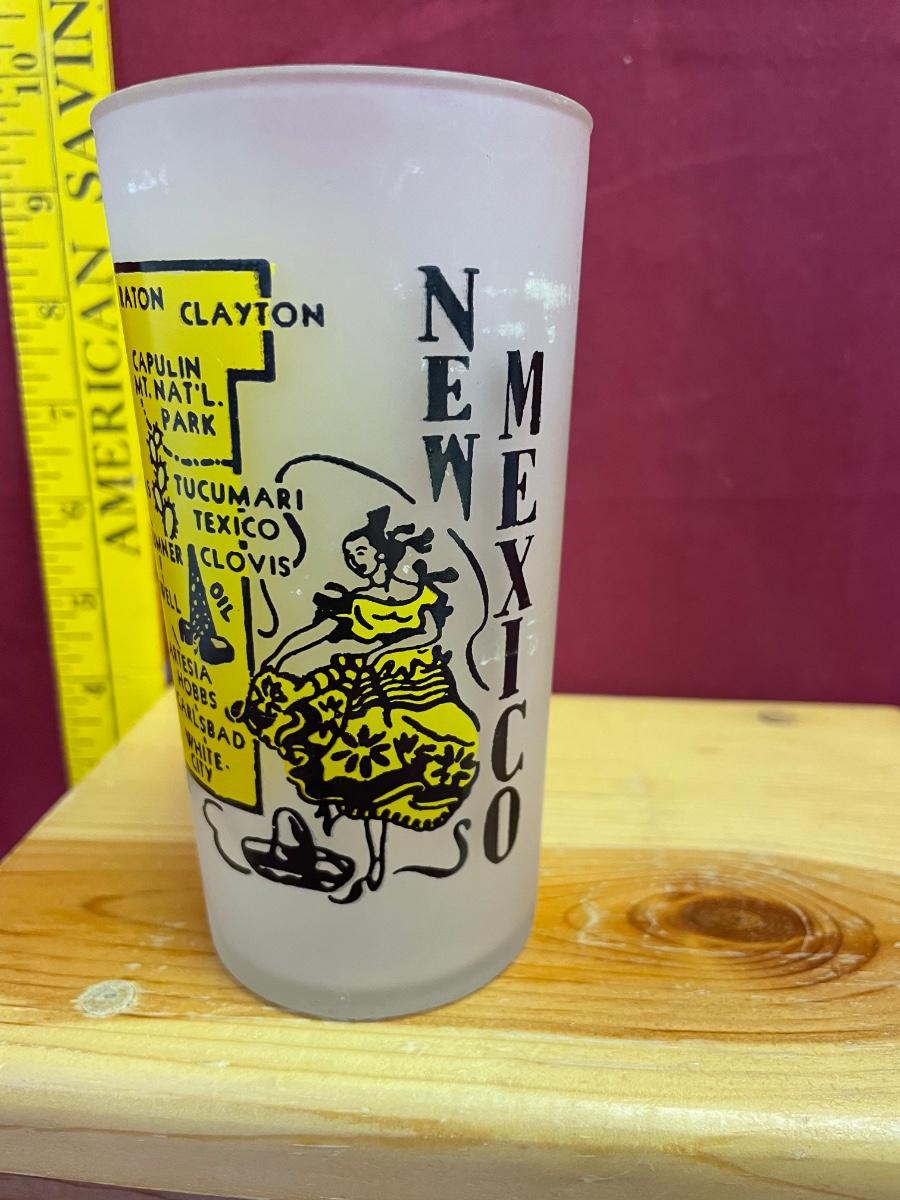 RATON CLAYTON
CAPULIN
MT. NAT'L.
PARK
TUCUMARI
TEXICO
CLOVIS
OIL
ARTESIA
HOBBS
CARLSBAD
WHITE-
CITY
NEW
MEXICO
AMERICAN SAVIN
10
9
8
7
6
5
4